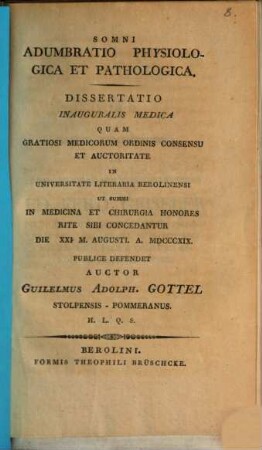 8.
SOMNI
ADUMBRATIO PHYSIOLO-
GICA ET PATHOLOGICA.
DISSERTATIO
INAUGURALIS MEDICA
QUAM
GRATIOSI MEDICORUM ORDINIS CONSENSU
ET AUCTORITATE
IN
UNIVERSITATE LITERARIA BEROLINENSI
UT SUMMI
IN MEDICINA ET CHIRURGIA HONORES
RITE SIBI CONCEDANTUR
DIE XXI M. AUGUSTI. A. MDCCCXIX.
PUBLICE DEFENDET
AUCTOR
GUILELMUS ADOLPH. GOTTEL
STOLPENSIS - POMMERANUS.
H. L. Q. S.
BEROLINI.
FORMIS THEOPHILI BRÜSCHCKE.